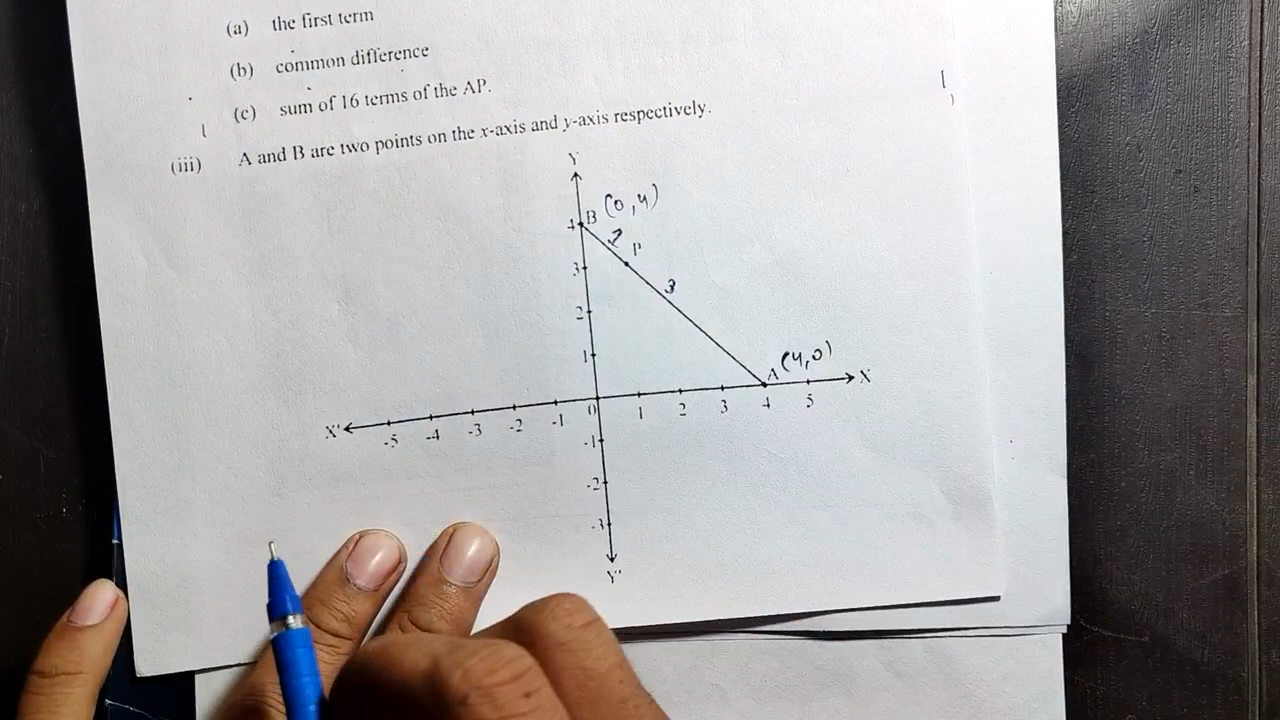 (a) the first term
(b) common difference
(c) sum of 16 terms of the AP.
(iii) A and B are two points on the x-axis and y-axis respectively.
Y
B (0,4)
4
2
P
3
3
2
1
A (4,0)
X
X' -5 -4 -3 -2 -1 0 1 2 3 4 5
-1
-2
-3
Y'